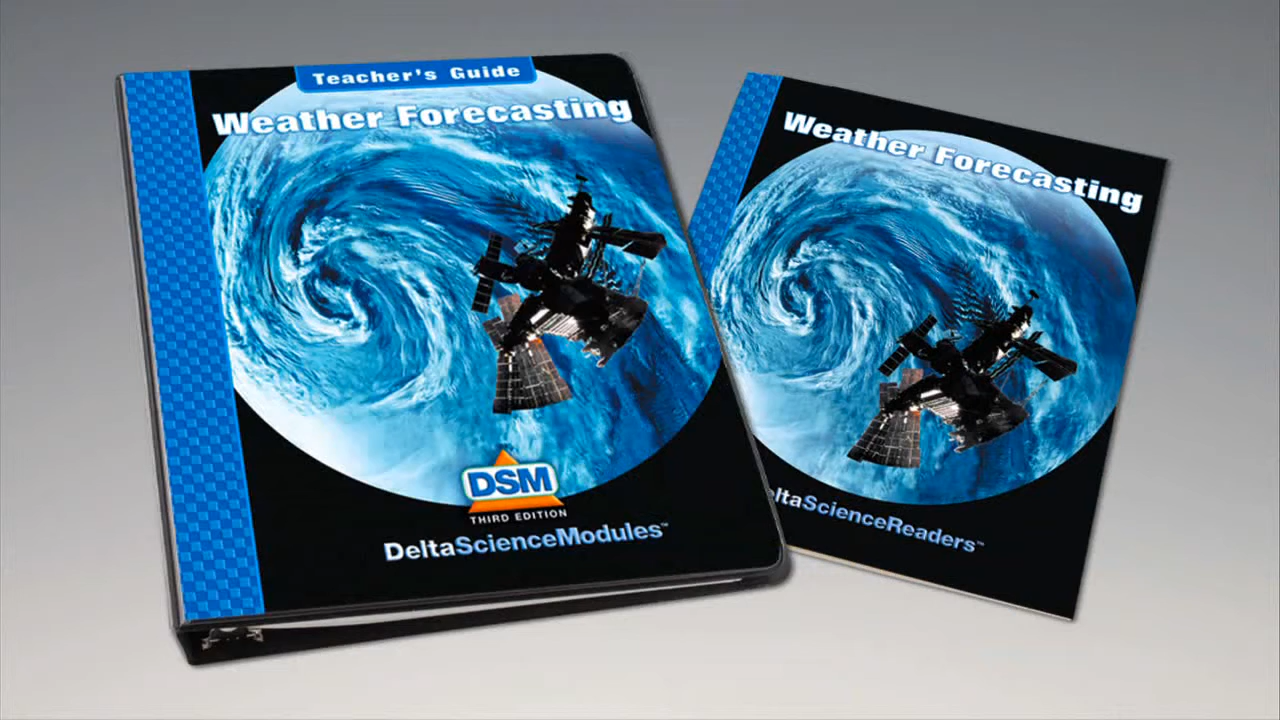 Teacher's Guide
Weather Forecasting
DSM
THIRD EDITION
DeltaScienceModules™
Weather Forecasting
ltaScienceReaders™